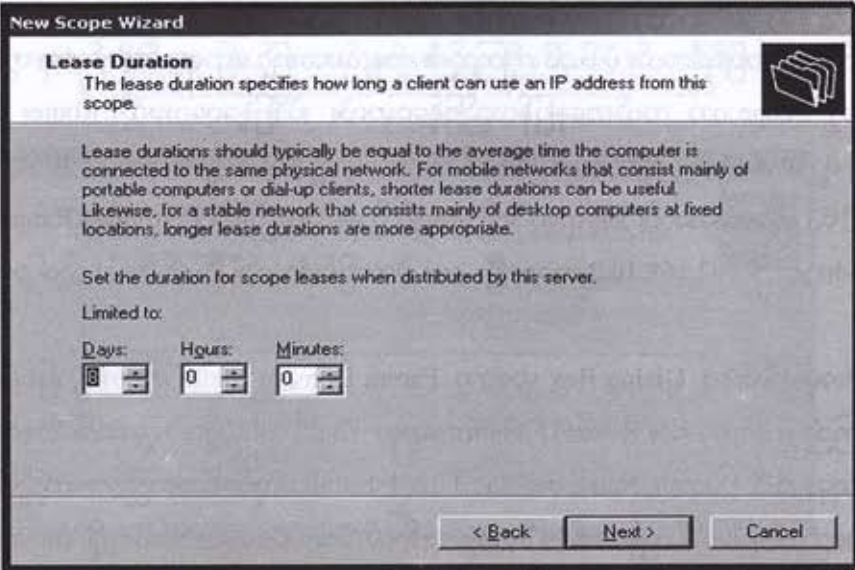 New Scope Wizard
Lease Duration
The lease duration specifies how long a client can use an IP address from this
scope.
Lease durations should typically be equal to the average time the computer is
connected to the same physical network. For mobile networks that consist mainly of
portable computers or dial-up clients, shorter lease durations can be useful.
Likewise, for a stable network that consists mainly of desktop computers at fixed
locations, longer lease durations are more appropriate.
Set the duration for scope leases when distributed by this server.
Limited to:
Days: Hours: Minutes:
8 0 0
< Back Next > Cancel